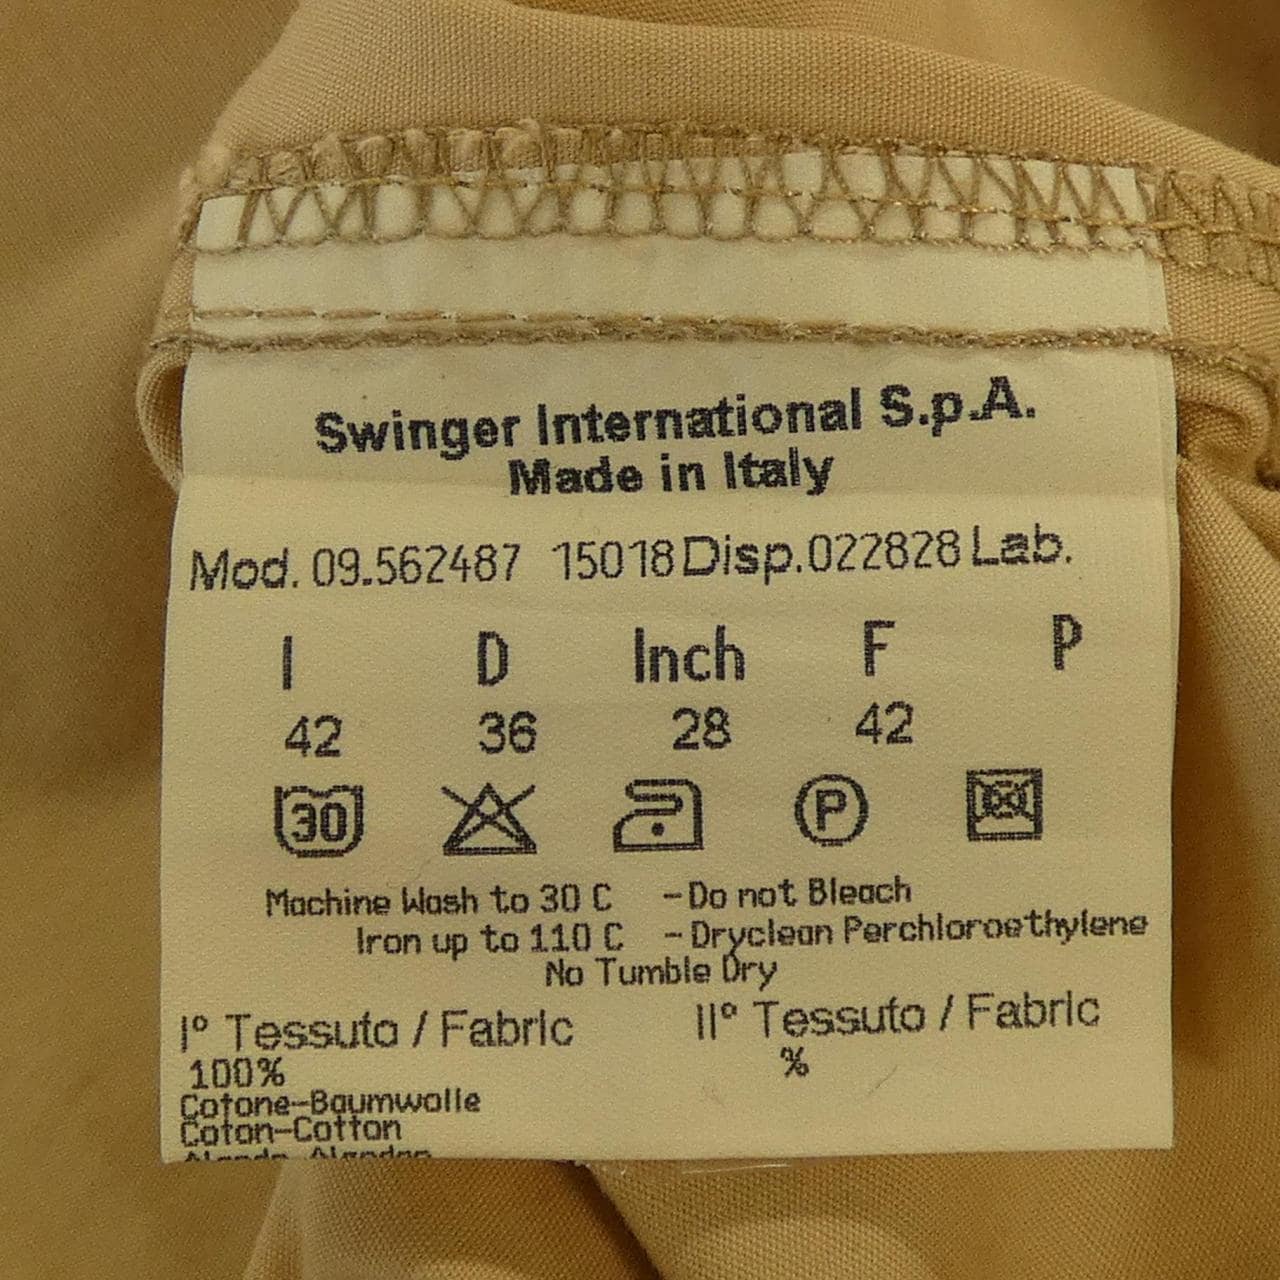 Swinger International S.p.A.
Made in Italy
Mod. 09.562487 15018 Disp.022828 Lab.
I D Inch F P
42 36 28 42
30 P
Machine Wash to 30 C -Do not Bleach
Iron up to 110 C -Dryclean Perchloroethylene
No Tumble Dry
I° Tessuto / Fabric II° Tessuto / Fabric
100% %
Cotone-Baumwolle
Coton-Cotton